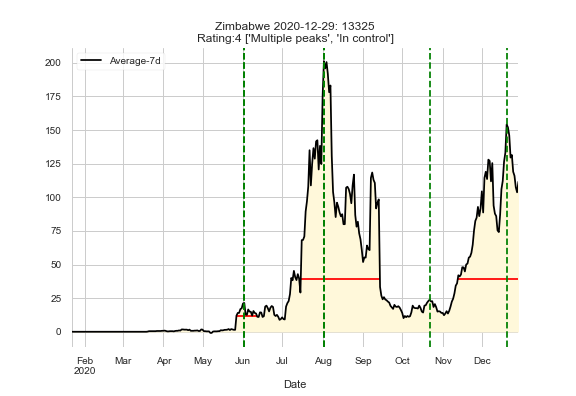 Zimbabwe 2020-12-29: 13325
Rating:4 ['Multiple peaks', 'In control']
Average-7d
200
175
150
125
100
75
50
25
0
Feb Mar Apr May Jun Jul Aug Sep Oct Nov Dec
2020
Date